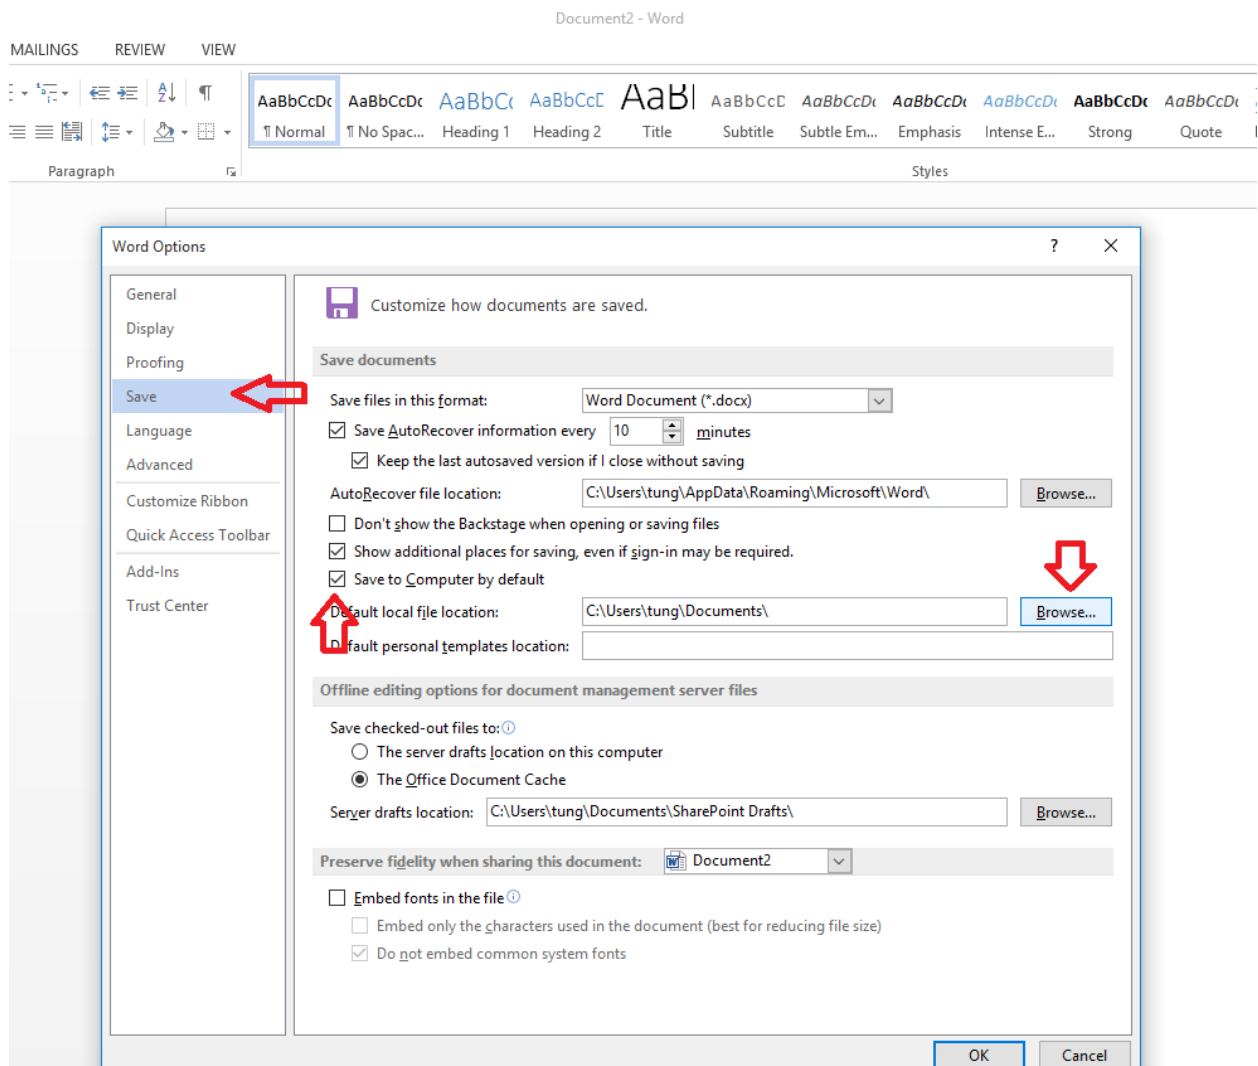 Document2 - Word
MAILINGS REVIEW VIEW
AaBbCcDc AaBbCcDc AaBbC AaBbCcD AaBl AaBbCcD AaBbCcDc AaBbCcDc AaBbCcDc AaBbCcDc AaBbCcDc
¶ Normal ¶ No Spac... Heading 1 Heading 2 Title Subtitle Subtle Em... Emphasis Intense E... Strong Quote
Paragraph Styles
Word Options
General
Display
Proofing
Save
Language
Advanced
Customize Ribbon
Quick Access Toolbar
Add-Ins
Trust Center
Customize how documents are saved.
Save documents
Save files in this format: Word Document (*.docx)
Save AutoRecover information every 10 minutes
Keep the last autosaved version if I close without saving
AutoRecover file location: C:\Users\tung\AppData\Roaming\Microsoft\Word\ Browse...
Don't show the Backstage when opening or saving files
Show additional places for saving, even if sign-in may be required.
Save to Computer by default
Default local file location: C:\Users\tung\Documents\ Browse...
Default personal templates location:
Offline editing options for document management server files
Save checked-out files to:
The server drafts location on this computer
The Office Document Cache
Server drafts location: C:\Users\tung\Documents\SharePoint Drafts\ Browse...
Preserve fidelity when sharing this document: Document2
Embed fonts in the file
Embed only the characters used in the document (best for reducing file size)
Do not embed common system fonts
OK Cancel